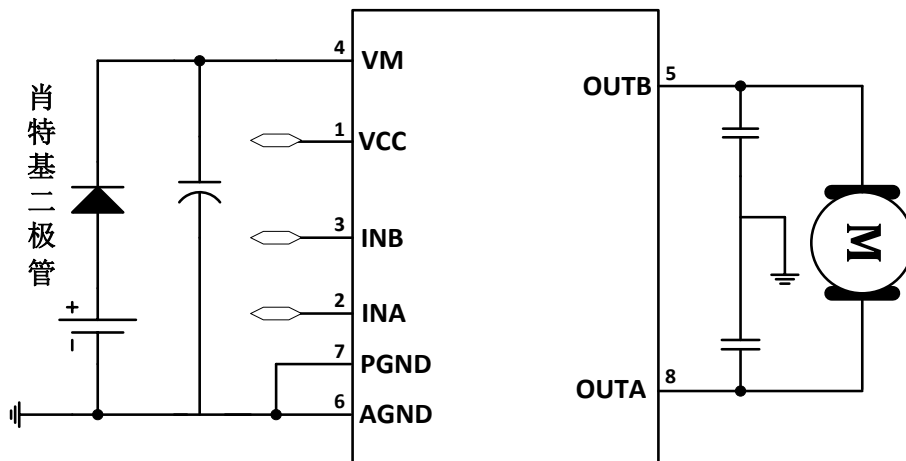 肖特基二极管
+
−
4
VM
1
VCC
3
INB
2
INA
7
PGND
6
AGND
OUTB
5
OUTA
8
M